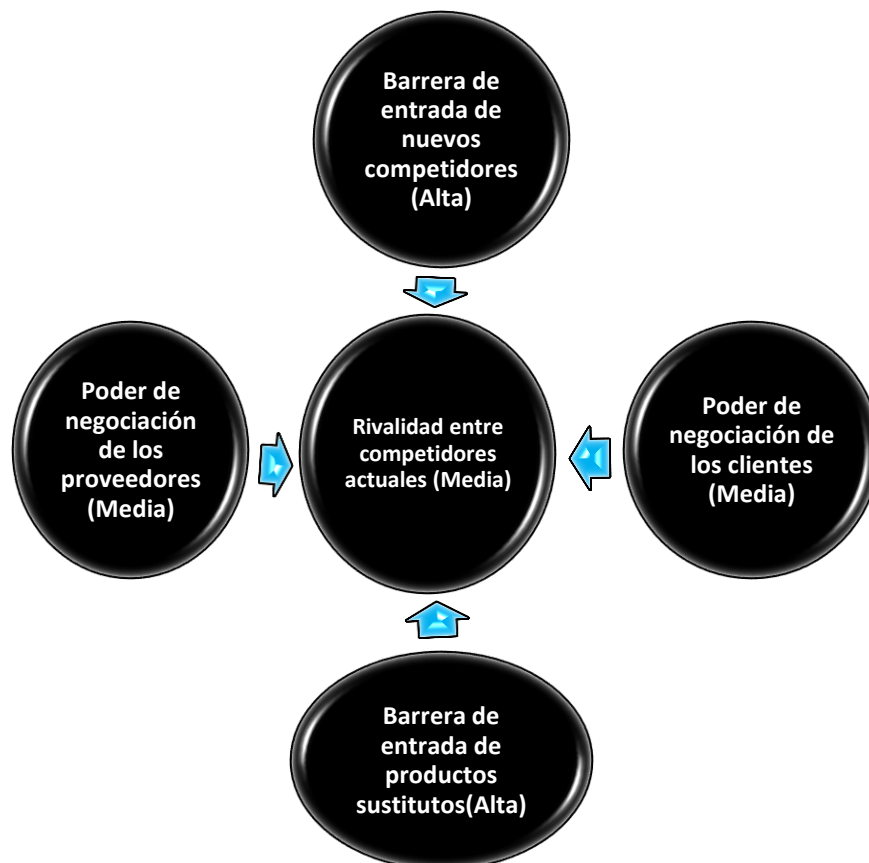 Barrera de
entrada de
nuevos
competidores
(Alta)
Poder de
negociación
de los
proveedores
(Media)
Rivalidad entre
competidores
actuales (Media)
Poder de
negociación de
los clientes
(Media)
Barrera de
entrada de
productos
sustitutos(Alta)